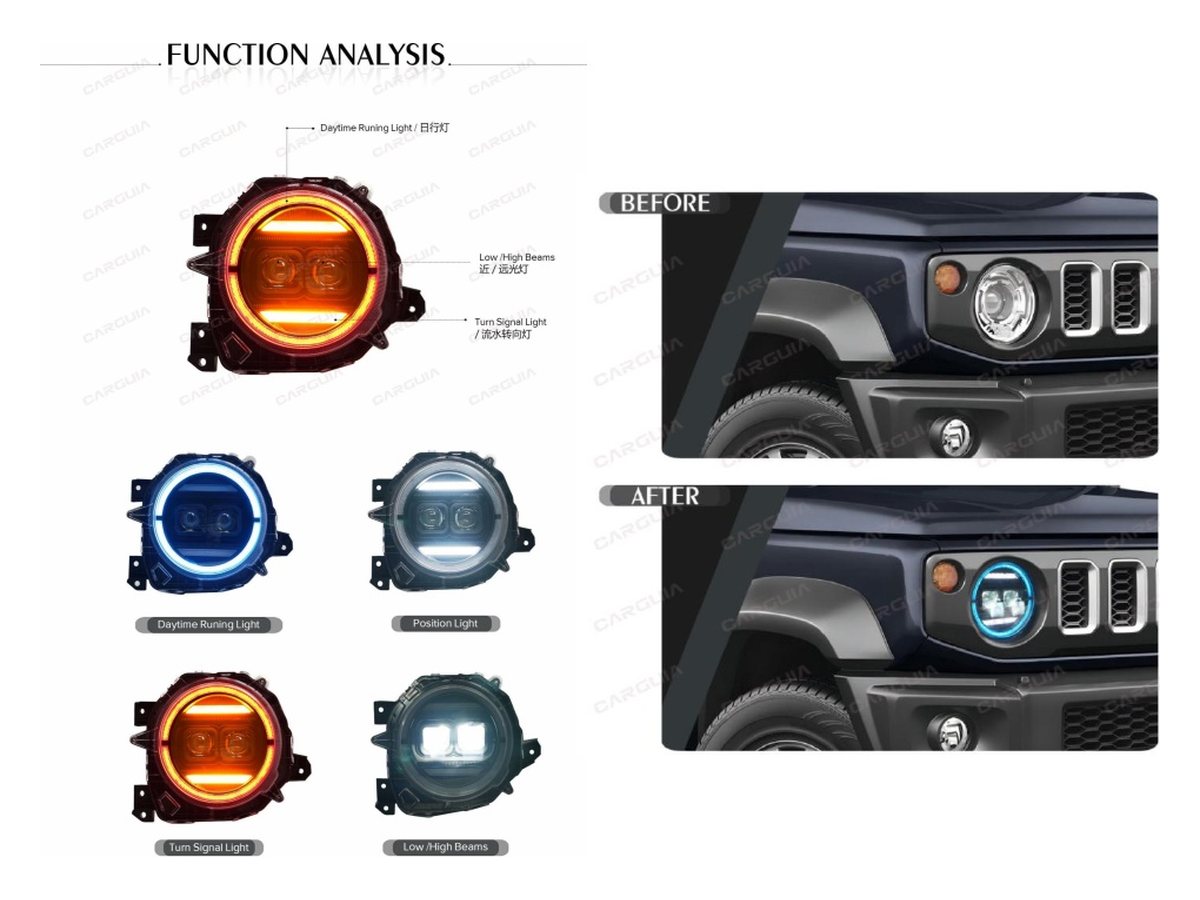 FUNCTION ANALYSIS
Daytime Runing Light / 日行灯
Low /High Beams
近 / 远光灯
Turn Signal Light
/ 流水转向灯
Daytime Runing Light
Position Light
Turn Signal Light
Low /High Beams
BEFORE
AFTER
CARGUIA